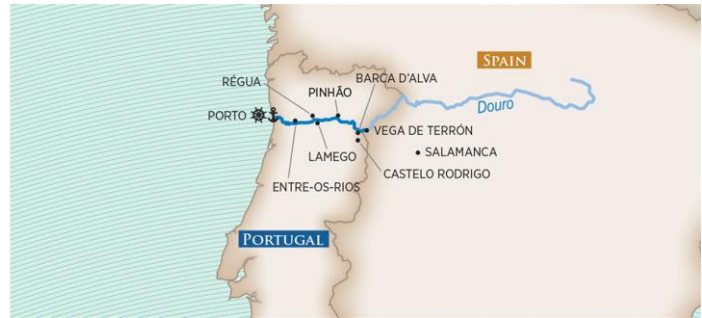 SPAIN
RÉGUA
BARCA D'ALVA
PINHÃO
Douro
PORTO
VEGA DE TERRÓN
LAMEGO
SALAMANCA
CASTELO RODRIGO
ENTRE-OS-RIOS
PORTUGAL